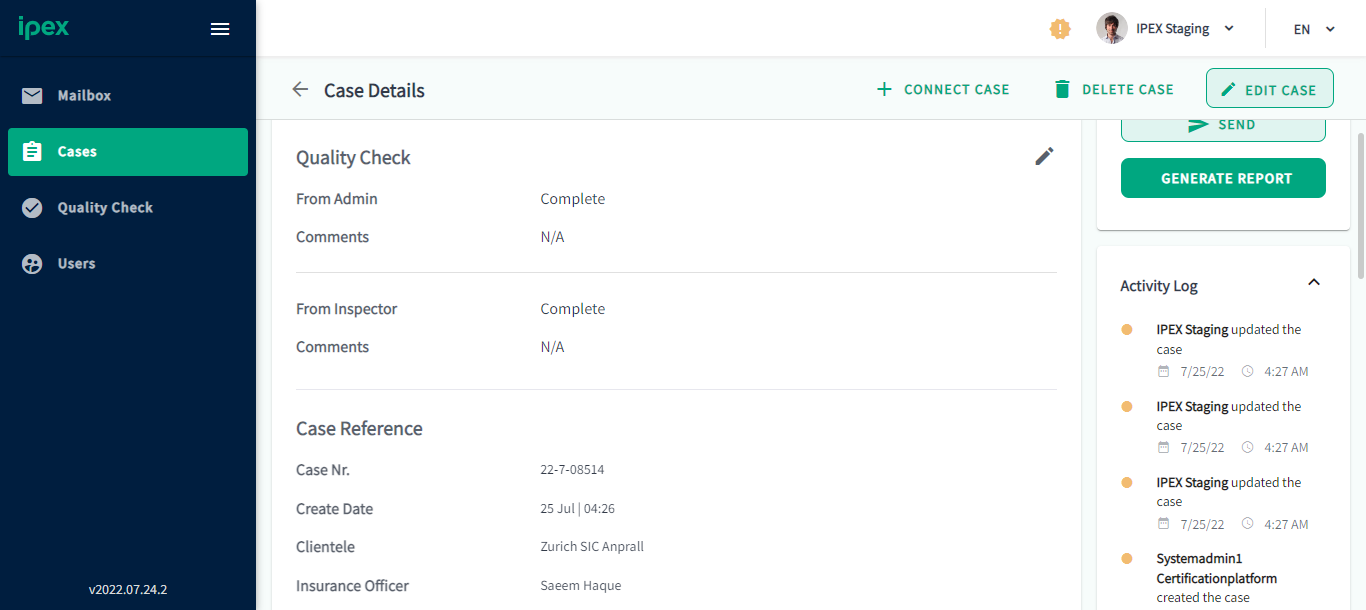 ipex
IPEX Staging
EN
Mailbox
Cases
Quality Check
Users
v2022.07.24.2
Case Details
CONNECT CASE
DELETE CASE
EDIT CASE
Quality Check
From Admin Complete
Comments N/A
From Inspector Complete
Comments N/A
Case Reference
Case Nr. 22-7-08514
Create Date 25 Jul | 04:26
Clientele Zurich SIC Anprall
Insurance Officer Saeem Haque
SEND
GENERATE REPORT
Activity Log
IPEX Staging updated the
case
7/25/22 4:27 AM
IPEX Staging updated the
case
7/25/22 4:27 AM
IPEX Staging updated the
case
7/25/22 4:27 AM
Systemadmin1
Certificationplatform
created the case